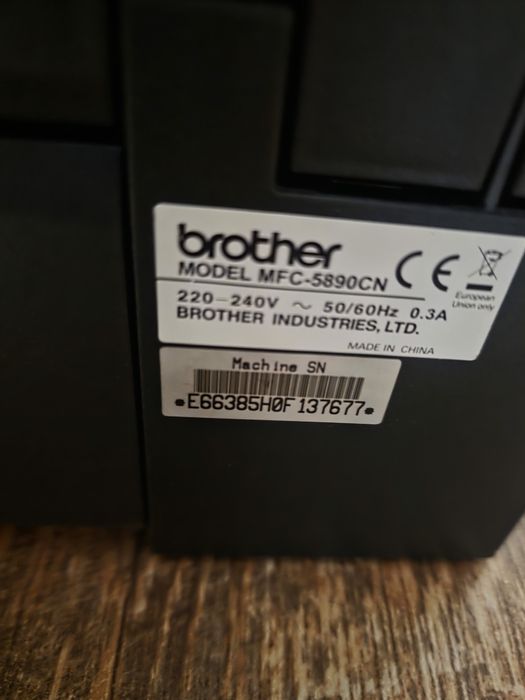 brother
MODEL MFC-5890CN
CE
220-240V ~ 50/60Hz 0.3A
BROTHER INDUSTRIES, LTD.
European
Union only
MADE IN CHINA
Machine SN
*E66385H0F137677*